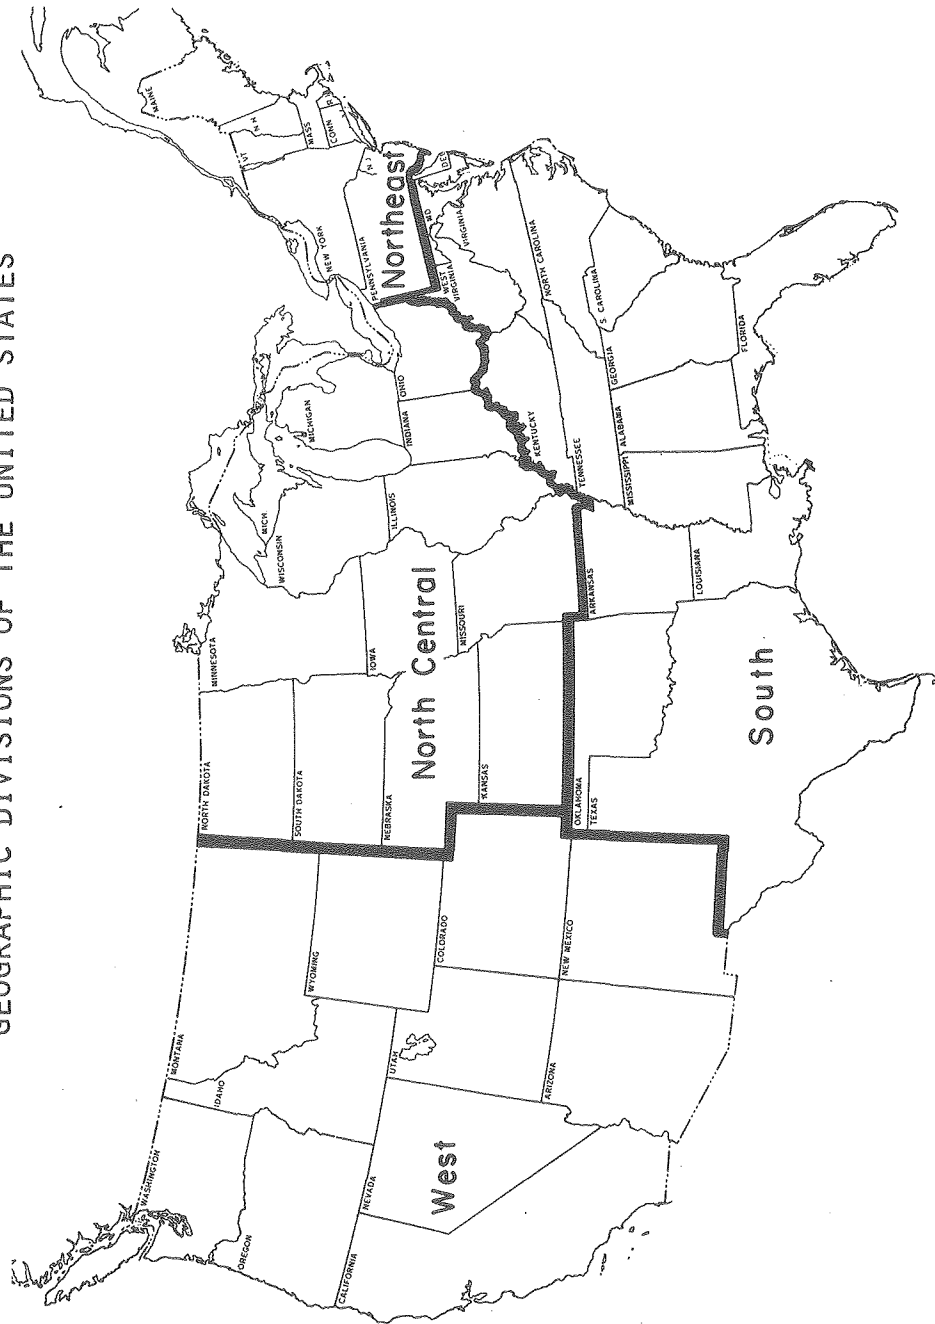 GEOGRAPHIC DIVISIONS OF THE UNITED STATES
WASHINGTON
MONTANA
NORTH DAKOTA
MINNESOTA
MAINE
VT
N H
IDAHO
OREGON
SOUTH DAKOTA
WISCONSIN
MICH
MICHIGAN
NEW YORK
MASS
CONN
R I
WYOMING
NEBRASKA
IOWA
ILLINOIS
INDIANA
OHIO
PENNSYLVANIA
N J
CALIFORNIA
NEVADA
UTAH
West
COLORADO
North Central
Northeast
KANSAS
MISSOURI
WEST
VIRGINIA
VIRGINIA
MD
DEL
KENTUCKY
ARIZONA
NEW MEXICO
OKLAHOMA
TEXAS
ARKANSAS
TENNESSEE
NORTH CAROLINA
S. CAROLINA
MISSISSIPPI
ALABAMA
GEORGIA
LOUISIANA
FLORIDA
South